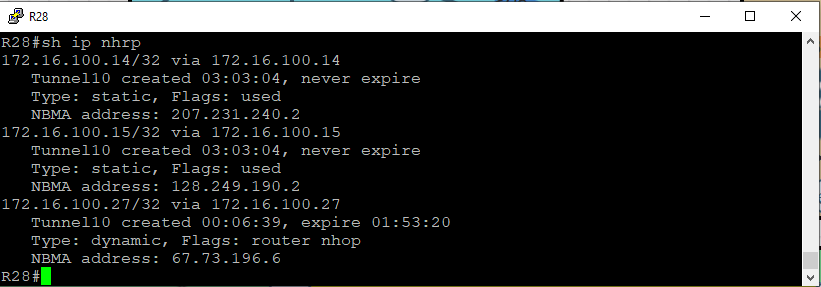 R28
R28#sh ip nhrp
172.16.100.14/32 via 172.16.100.14
   Tunnel10 created 03:03:04, never expire
   Type: static, Flags: used
   NBMA address: 207.231.240.2
172.16.100.15/32 via 172.16.100.15
   Tunnel10 created 03:03:04, never expire
   Type: static, Flags: used
   NBMA address: 128.249.190.2
172.16.100.27/32 via 172.16.100.27
   Tunnel10 created 00:06:39, expire 01:53:20
   Type: dynamic, Flags: router nhop
   NBMA address: 67.73.196.6
R28#